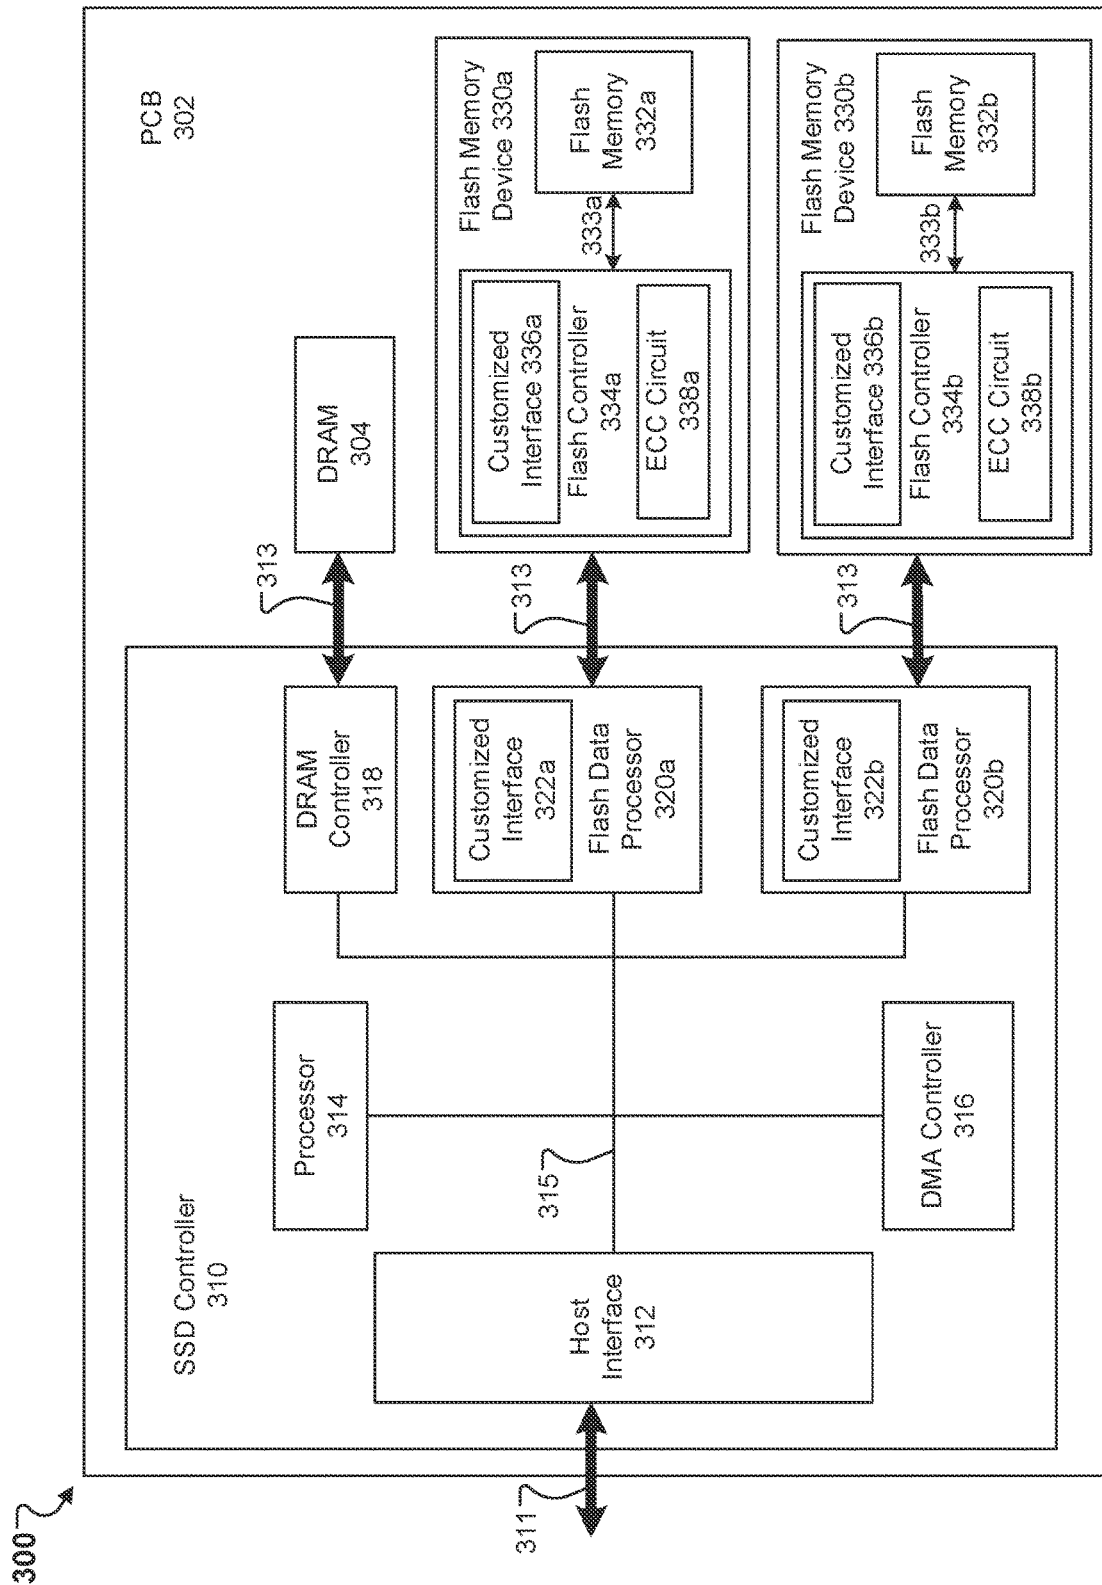 300
PCB
302
SSD Controller
310
311
Host
Interface
312
Processor
314
315
DMA Controller
316
DRAM
Controller
318
Customized
Interface
322a
Flash Data
Processor
320a
Customized
Interface
322b
Flash Data
Processor
320b
313
313
313
DRAM
304
Flash Memory
Device 330a
Customized
Interface 336a
Flash Controller
334a
ECC Circuit
338a
333a
Flash
Memory
332a
Flash Memory
Device 330b
Customized
Interface 336b
Flash Controller
334b
ECC Circuit
338b
333b
Flash
Memory
332b